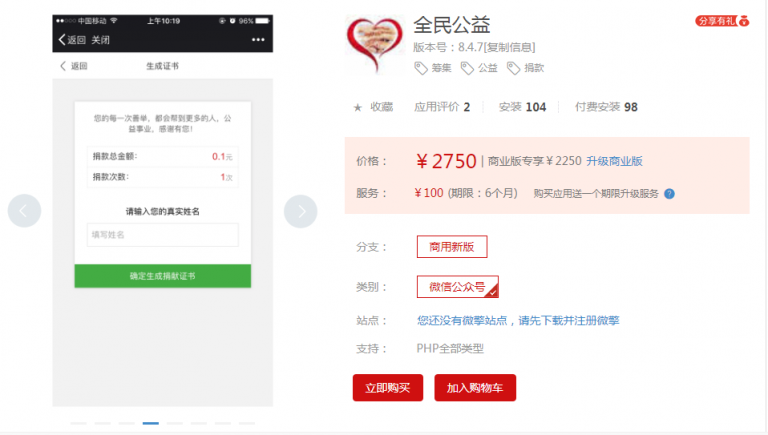 中国移动 上午10:19 96%
返回 关闭
返回 生成证书
您的每一次善举，都会帮到更多的人，公
益事业，感谢有您！
捐款总金额： 0.1元
捐款次数： 1次
请输入您的真实姓名
填写姓名
确定生成捐献证书
全民公益
分享有礼
版本号：8.4.7[复制信息]
筹集 公益 捐款
★ 收藏 应用评价 2 安装 104 付费安装 98
价格： ¥2750 | 商业版专享¥2250 升级商业版
服务： ¥100 (期限：6个月) 购买应用送一个期限升级服务 ?
分支： 商用新版
类别： 微信公众号
站点： 您还没有微擎站点，请先下载并注册微擎
支持： PHP全部类型
立即购买 加入购物车